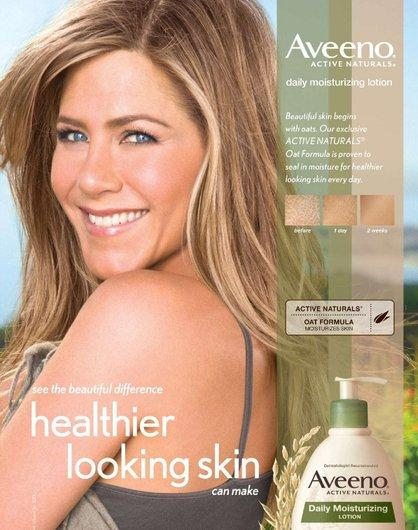 Aveeno®
ACTIVE NATURALS®
daily moisturizing lotion
Beautiful skin begins
with oats. Our exclusive
ACTIVE NATURALS®
Oat Formula is proven to
seal in moisture for healthier
looking skin every day.
before
1 day
2 weeks
ACTIVE NATURALS®
OAT FORMULA
MOISTURIZES SKIN
see the beautiful difference
healthier
looking skin
can make
Dermatologist Recommended
Aveeno®
ACTIVE NATURALS®
Daily Moisturizing
LOTION